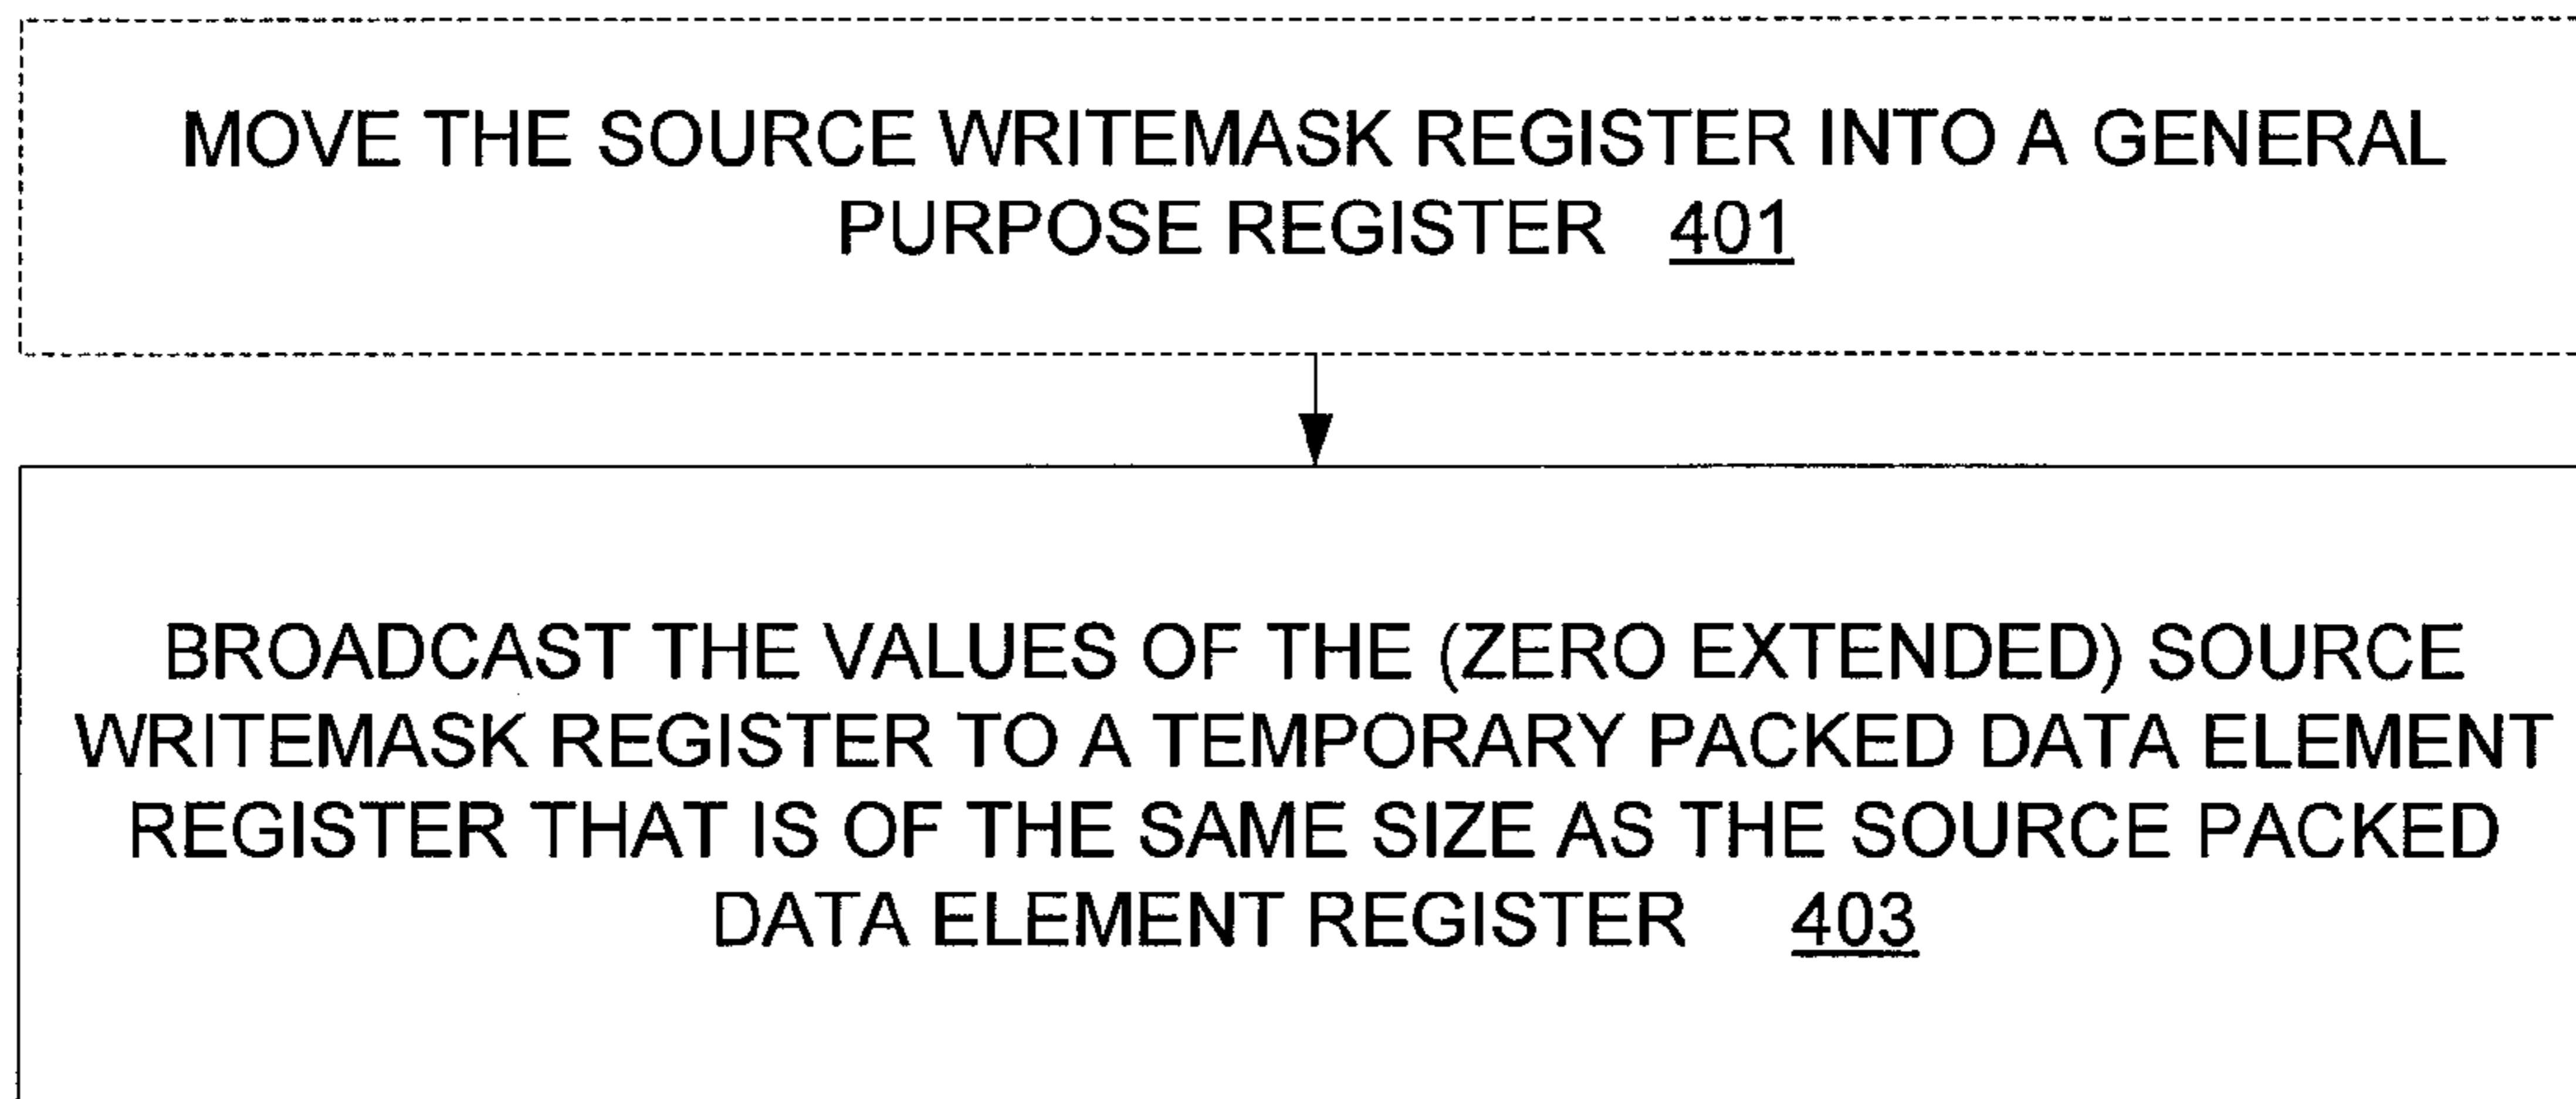 MOVE THE SOURCE WRITEMASK REGISTER INTO A GENERAL
PURPOSE REGISTER 401
BROADCAST THE VALUES OF THE (ZERO EXTENDED) SOURCE
WRITEMASK REGISTER TO A TEMPORARY PACKED DATA ELEMENT
REGISTER THAT IS OF THE SAME SIZE AS THE SOURCE PACKED
DATA ELEMENT REGISTER 403